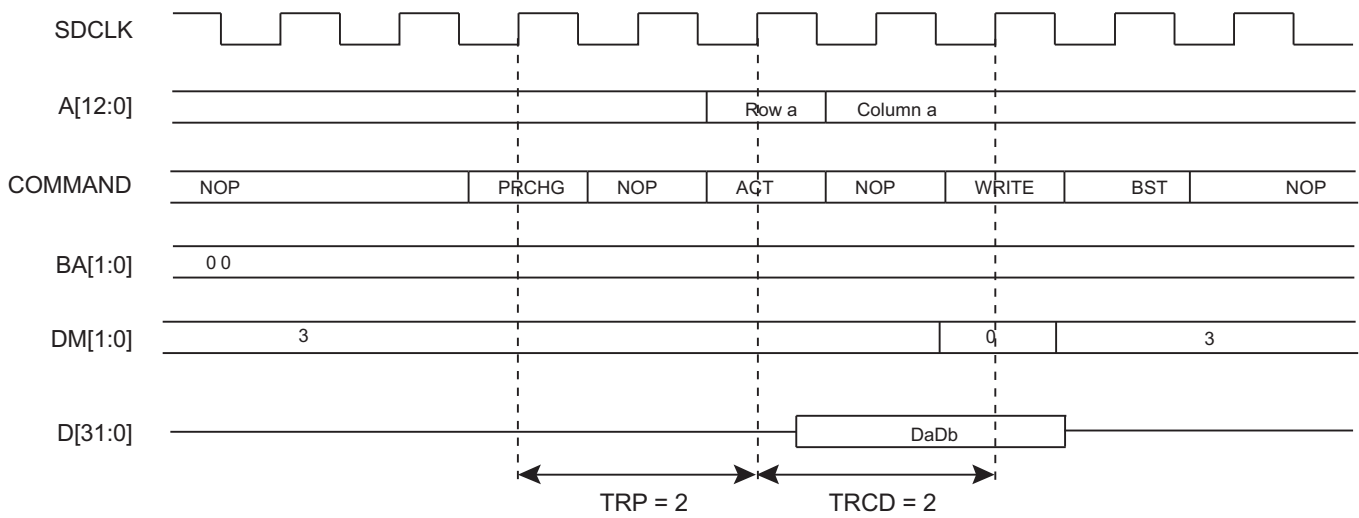 SDCLK
A[12:0] Row a Column a
COMMAND NOP PRCHG NOP ACT NOP WRITE BST NOP
BA[1:0] 0 0
DM[1:0] 3 0 3
D[31:0] DaDb
TRP = 2 TRCD = 2